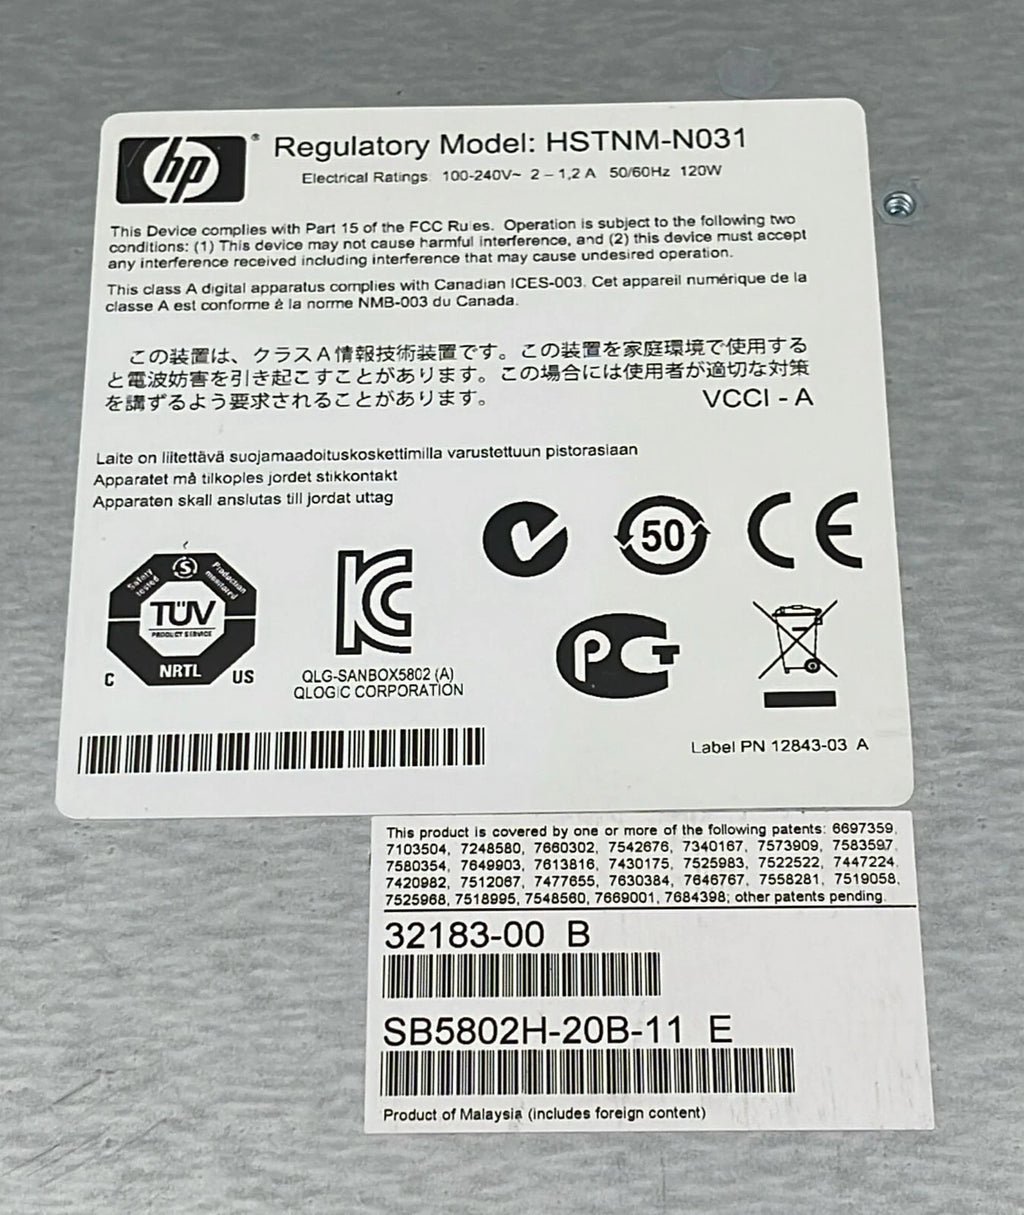 hp® Regulatory Model: HSTNM-N031
Electrical Ratings: 100-240V~ 2 – 1,2 A 50/60Hz 120W
This Device complies with Part 15 of the FCC Rules. Operation is subject to the following two
conditions: (1) This device may not cause harmful interference, and (2) this device must accept
any interference received including interference that may cause undesired operation.
This class A digital apparatus complies with Canadian ICES-003. Cet appareil numérique de la
classe A est conforme è la norme NMB-003 du Canada.
この装置は、クラスA情報技術装置です。この装置を家庭環境で使用する
と電波妨害を引き起こすことがあります。この場合には使用者が適切な対策
を講ずるよう要求されることがあります。
VCCI - A
Laite on liitettävä suojamaadoituskoskettimilla varustettuun pistorasiaan
Apparatet må tilkoples jordet stikkontakt
Apparaten skall anslutas till jordat uttag
50
CE
Safety tested
S
Production monitored
TÜV
PRODUCT SERVICE
NRTL
C US
QLG-SANBOX5802 (A)
QLOGIC CORPORATION
Label PN 12843-03 A
This product is covered by one or more of the following patents: 6697359,
7103504, 7248580, 7660302, 7542676, 7340167, 7573909, 7583597,
7580354, 7649903, 7613816, 7430175, 7525983, 7522522, 7447224,
7420982, 7512067, 7477655, 7630384, 7646767, 7558281, 7519058,
7525968, 7518995, 7548560, 7669001, 7684398; other patents pending.
32183-00 B
SB5802H-20B-11 E
Product of Malaysia (includes foreign content)